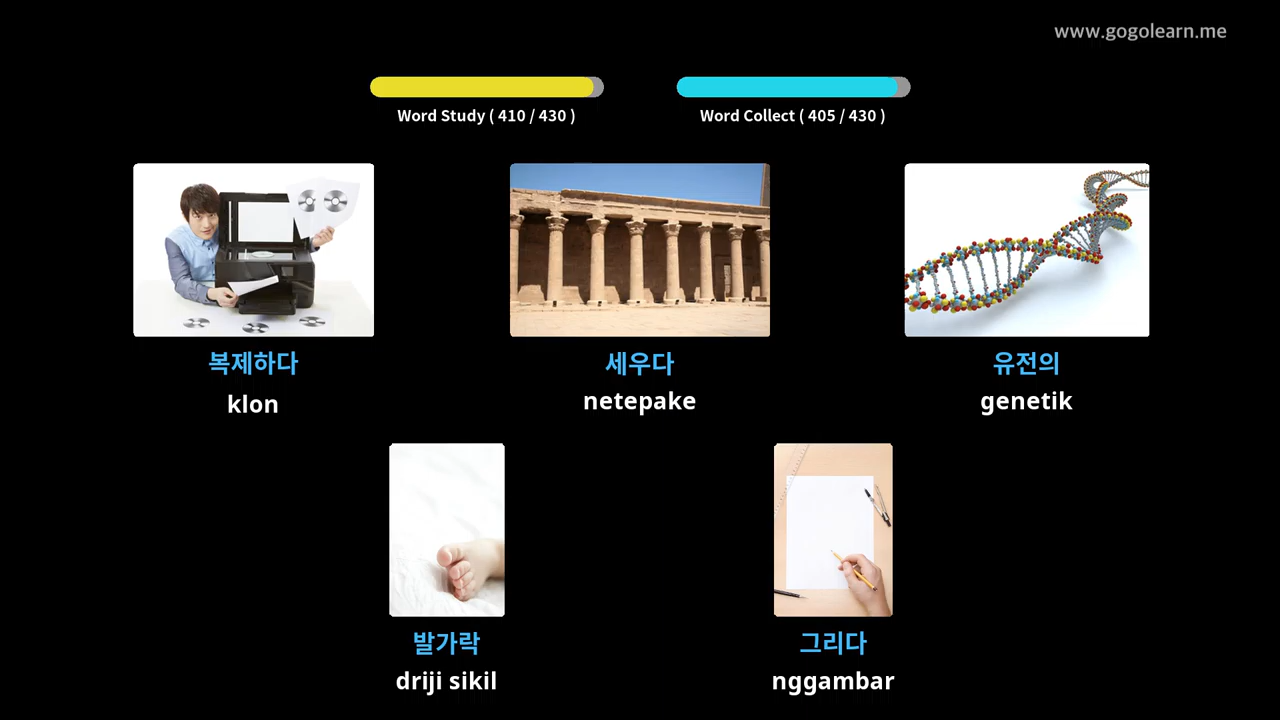 www.gogolearn.me
Word Study ( 410 / 430 )
Word Collect ( 405 / 430 )
복제하다
klon
세우다
netepake
유전의
genetik
발가락
driji sikil
그리다
nggambar